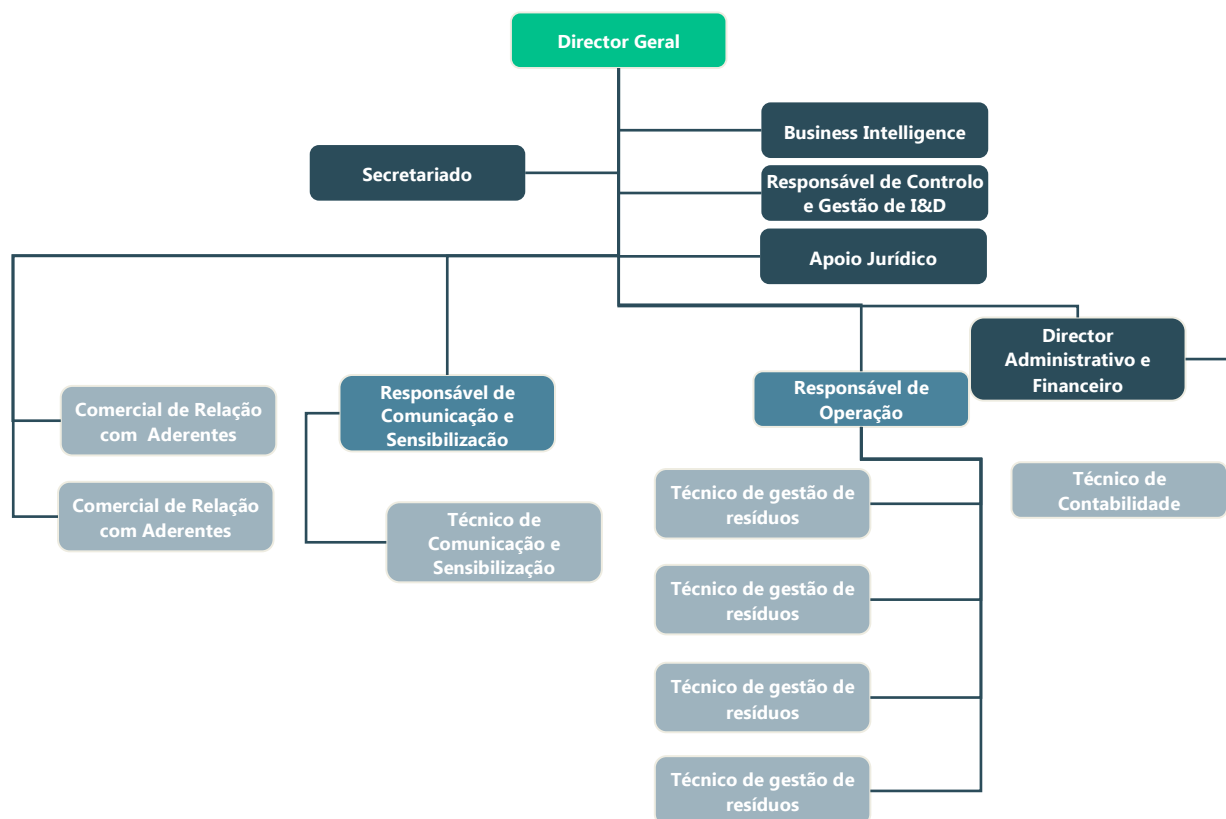 Director Geral
Business Intelligence
Secretariado
Responsável de Controlo
e Gestão de I&D
Apoio Jurídico
Director
Administrativo e
Financeiro
Comercial de Relação
com  Aderentes
Responsável de
Comunicação e
Sensibilização
Responsável de
Operação
Comercial de Relação
com Aderentes
Técnico de
Comunicação e
Sensibilização
Técnico de gestão de
resíduos
Técnico de
Contabilidade
Técnico de gestão de
resíduos
Técnico de gestão de
resíduos
Técnico de gestão de
resíduos